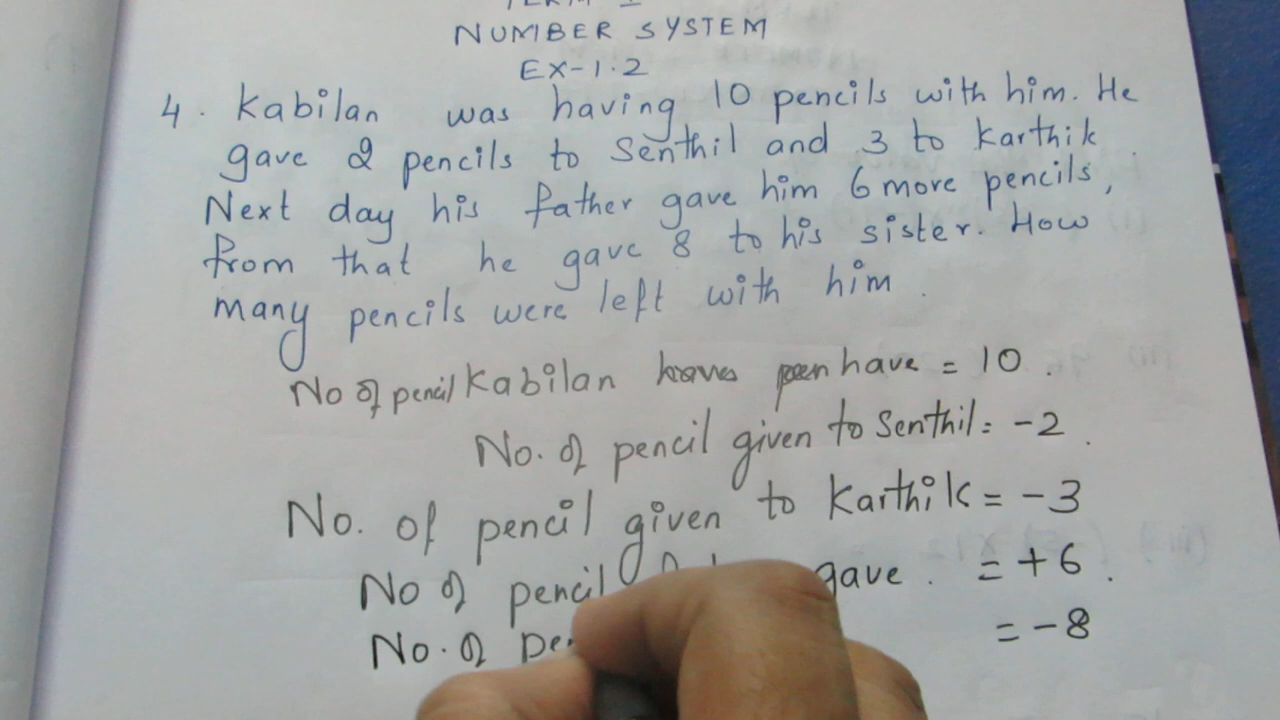 NUMBER SYSTEM
EX-1.2
4. Kabilan was having 10 pencils with him. He
gave 2 pencils to Senthil and 3 to Karthik.
Next day his father gave him 6 more pencils,
from that he gave 8 to his sister. How
many pencils were left with him.
No of pencil Kabilan have = 10.
No. of pencil given to Senthil = -2.
No. of pencil given to Karthik = -3
No of pencil gave. = +6.
No. of = -8